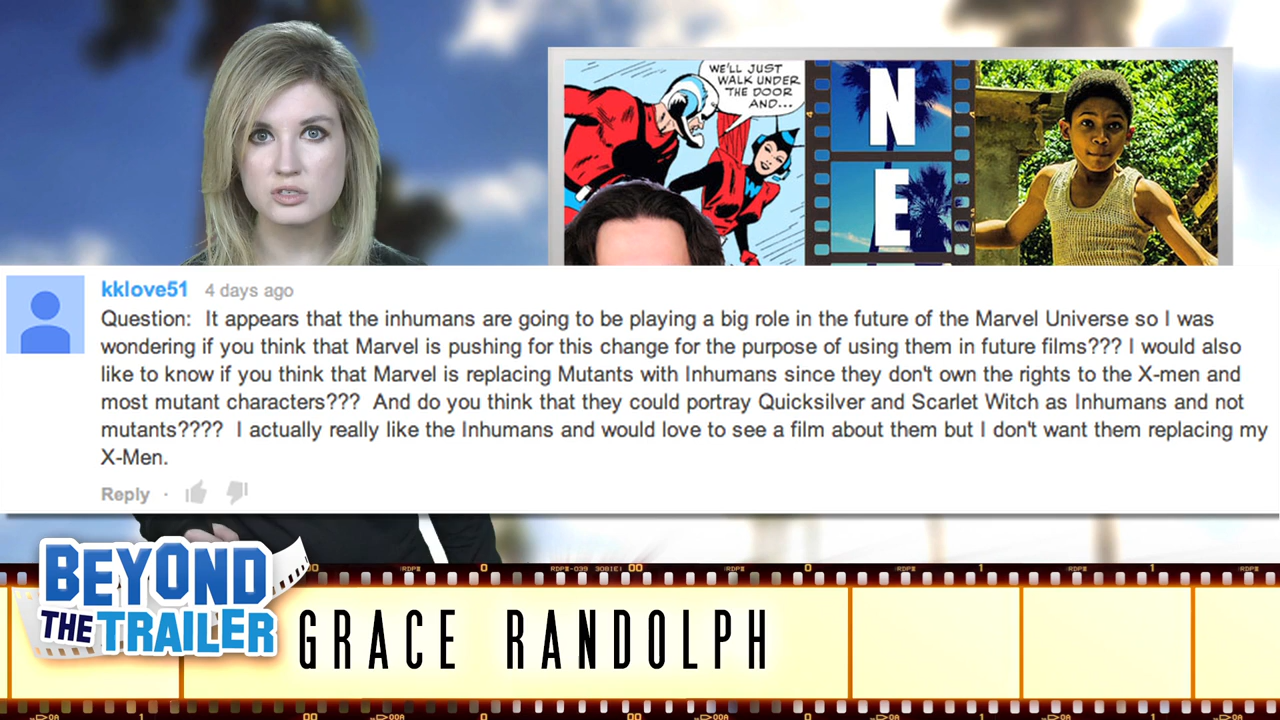 WE'LL JUST
WALK UNDER
THE DOOR
AND...
N
E
kklove51 4 days ago
Question: It appears that the inhumans are going to be playing a big role in the future of the Marvel Universe so I was
wondering if you think that Marvel is pushing for this change for the purpose of using them in future films??? I would also
like to know if you think that Marvel is replacing Mutants with Inhumans since they don't own the rights to the X-men and
most mutant characters??? And do you think that they could portray Quicksilver and Scarlet Witch as Inhumans and not
mutants???? I actually really like the Inhumans and would love to see a film about them but I don't want them replacing my
X-Men.
Reply ·
BEYOND
THE TRAILER
GRACE RANDOLPH